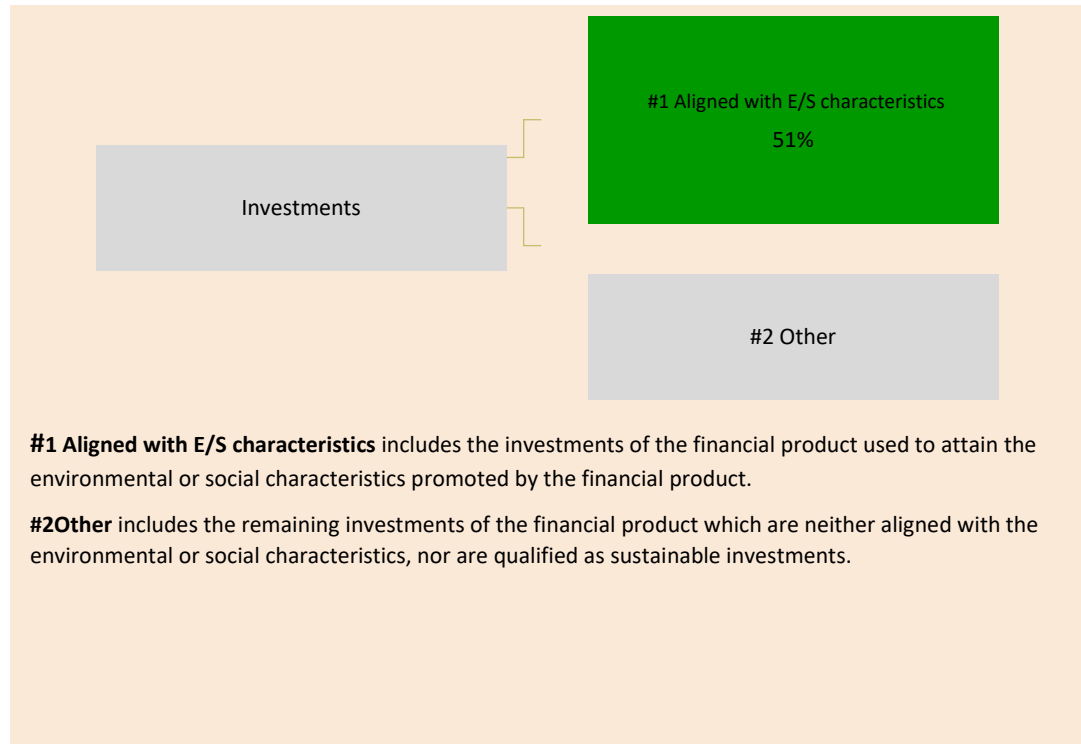 #1 Aligned with E/S characteristics
51%
Investments
#2 Other
#1 Aligned with E/S characteristics includes the investments of the financial product used to attain the
environmental or social characteristics promoted by the financial product.
#2Other includes the remaining investments of the financial product which are neither aligned with the
environmental or social characteristics, nor are qualified as sustainable investments.